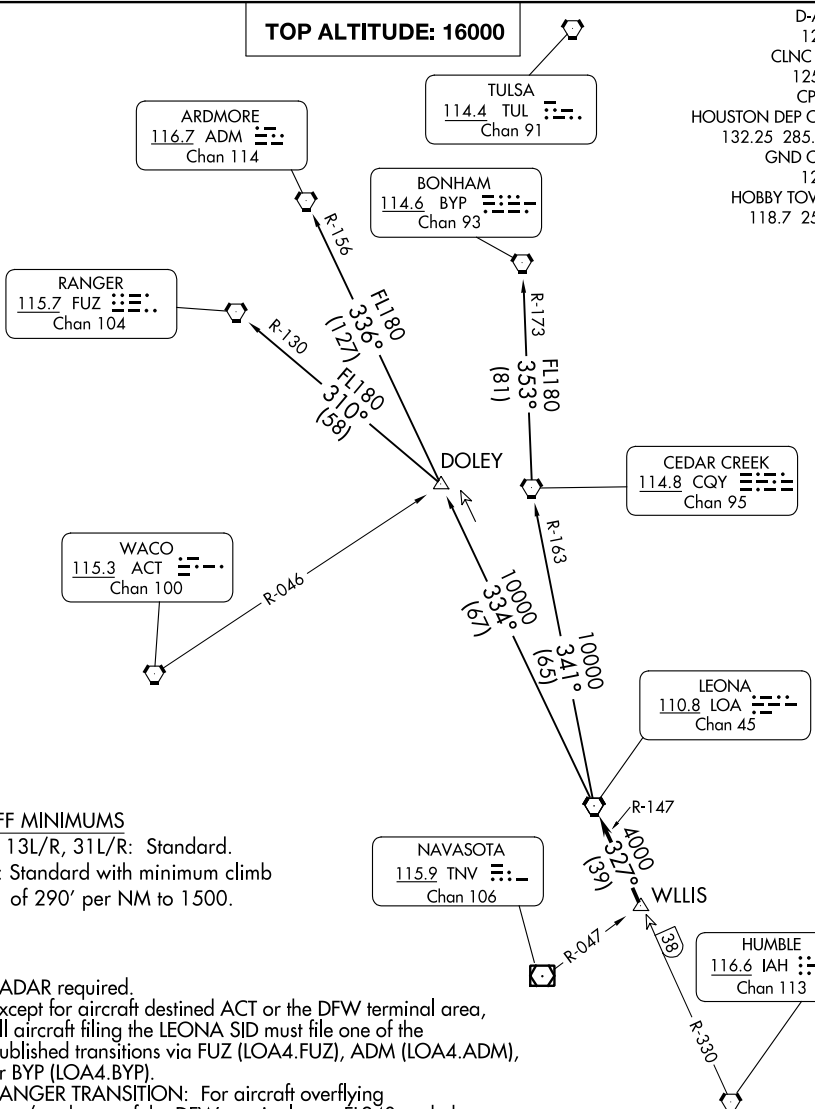 TOP ALTITUDE: 16000
D-A
CLNC
125
CP
HOUSTON DEP C
132.25 285.
GND C
HOBBY TOW
118.7 25
TULSA
114.4 TUL
Chan 91
ARDMORE
116.7 ADM
Chan 114
BONHAM
114.6 BYP
Chan 93
RANGER
115.7 FUZ
Chan 104
R-156
FL180
336°
(127)
R-130
FL180
310°
(58)
R-173
FL180
353°
(81)
DOLEY
CEDAR CREEK
114.8 CQY
Chan 95
WACO
115.3 ACT
Chan 100
R-046
R-163
10000
334°
(67)
10000
341°
(65)
LEONA
110.8 LOA
Chan 45
R-147
4000
327°
(39)
WLLIS
NAVASOTA
115.9 TNV
Chan 106
R-047
38
HUMBLE
116.6 IAH
Chan 113
R-330
FF MINIMUMS
13L/R, 31L/R: Standard.
: Standard with minimum climb
of 290' per NM to 1500.
ADAR required.
xcept for aircraft destined ACT or the DFW terminal area,
ll aircraft filing the LEONA SID must file one of the
ublished transitions via FUZ (LOA4.FUZ), ADM (LOA4.ADM),
r BYP (LOA4.BYP).
ANGER TRANSITION: For aircraft overflying